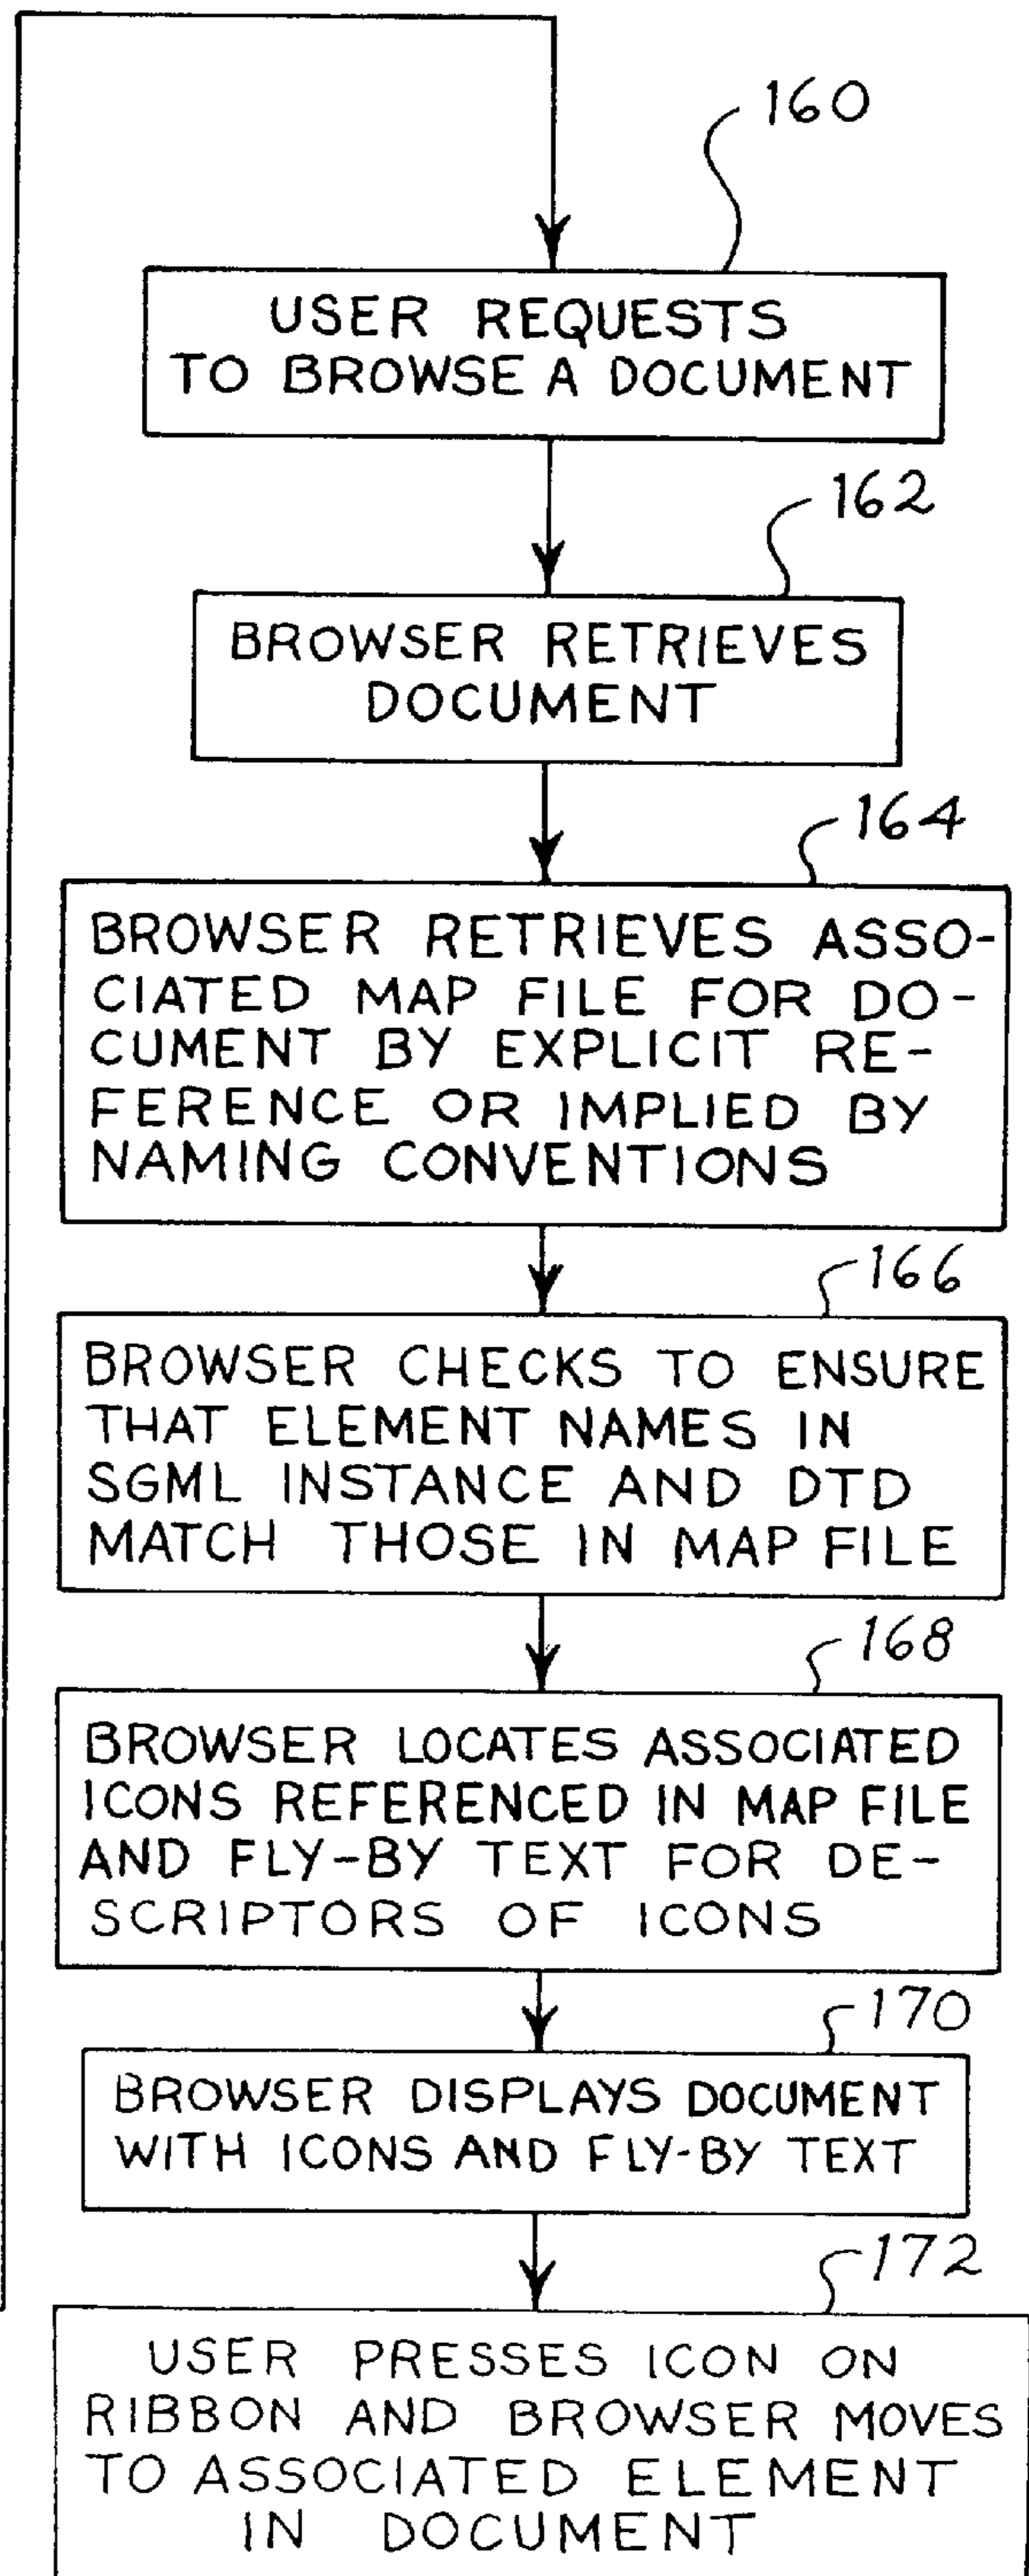 160
USER REQUESTS
TO BROWSE A DOCUMENT
162
BROWSER RETRIEVES
DOCUMENT
164
BROWSER RETRIEVES ASSO-
CIATED MAP FILE FOR DO-
CUMENT BY EXPLICIT RE-
FERENCE OR IMPLIED BY
NAMING CONVENTIONS
166
BROWSER CHECKS TO ENSURE
THAT ELEMENT NAMES IN
SGML INSTANCE AND DTD
MATCH THOSE IN MAP FILE
168
BROWSER LOCATES ASSOCIATED
ICONS REFERENCED IN MAP FILE
AND FLY-BY TEXT FOR DE-
SCRIPTORS OF ICONS
170
BROWSER DISPLAYS DOCUMENT
WITH ICONS AND FLY-BY TEXT
172
USER PRESSES ICON ON
RIBBON AND BROWSER MOVES
TO ASSOCIATED ELEMENT
IN DOCUMENT